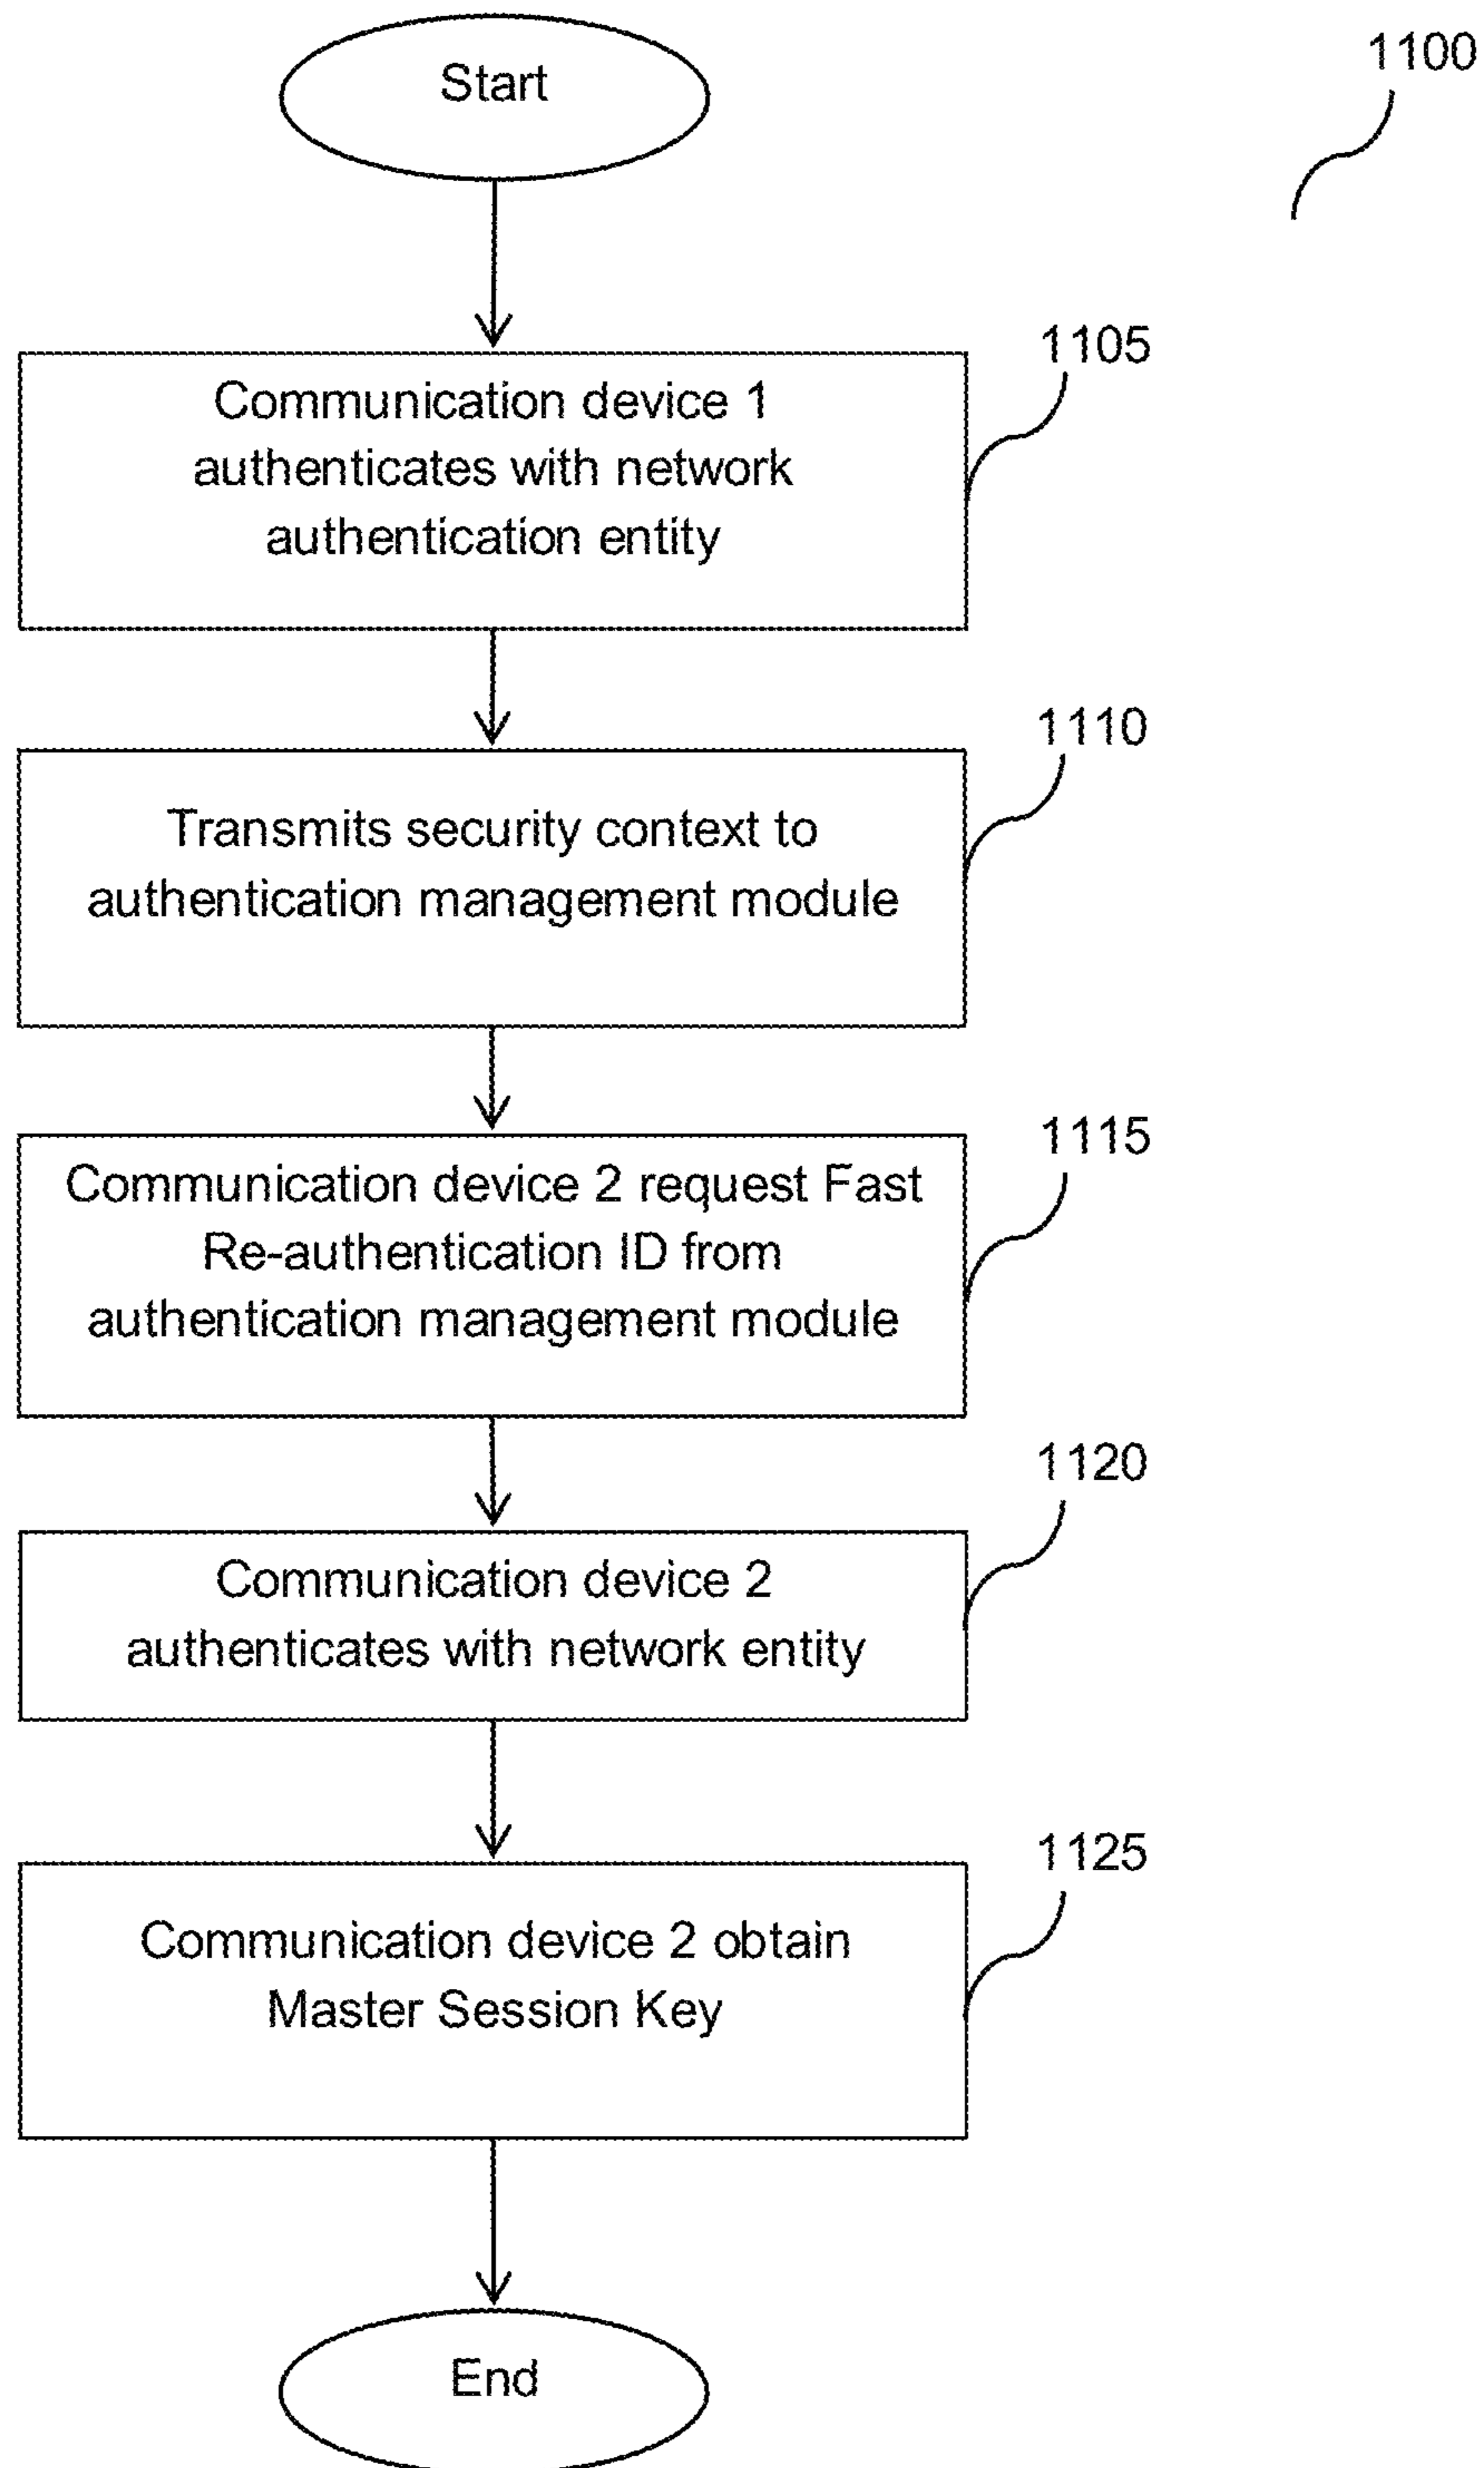 Start
1100
1105
Communication device 1
authenticates with network
authentication entity
1110
Transmits security context to
authentication management module
1115
Communication device 2 request Fast
Re-authentication ID from
authentication management module
1120
Communication device 2
authenticates with network entity
1125
Communication device 2 obtain
Master Session Key
End